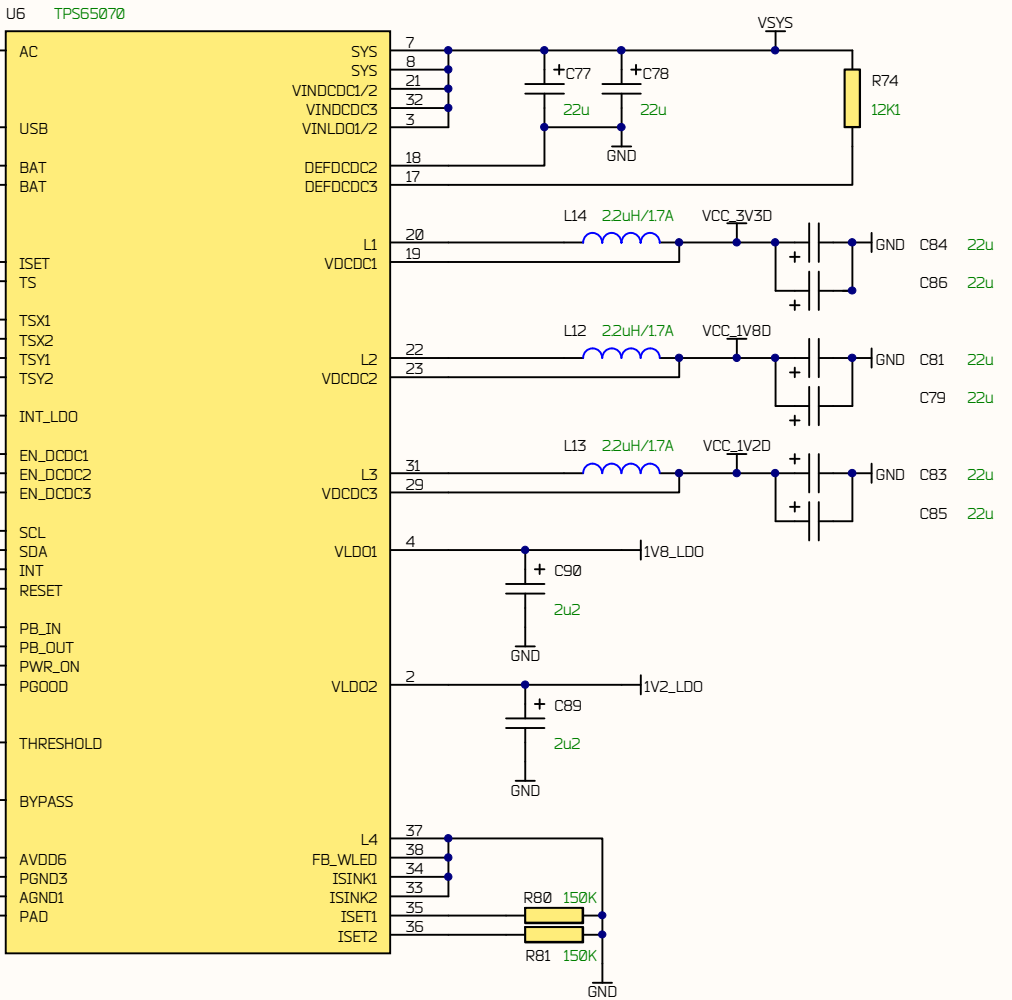 U6 TPS65070
VSYS
AC SYS 7
SYS 8
C77 C78 R74
VINDCDC1/2 21
VINDCDC3 32 22u 22u 12K1
USB VINLDO1/2 3
GND
BAT DEFDCDC2 18
BAT DEFDCDC3 17
L14 2.2uH/1.7A VCC_3V3D
L1 20 GND C84 22u
ISET VDCDC1 19
TS C86 22u
TSX1
L12 2.2uH/1.7A VCC_1V8D
TSX2
TSY1 L2 22 GND C81 22u
TSY2 VDCDC2 23
C79 22u
INT_LDO
L13 2.2uH/1.7A VCC_1V2D
EN_DCDC1
EN_DCDC2 L3 31 GND C83 22u
EN_DCDC3 VDCDC3 29
C85 22u
SCL
SDA VLDO1 4 1V8_LDO
INT C90
RESET
2u2
PB_IN
PB_OUT GND
PWR_ON
PGOOD VLDO2 2 1V2_LDO
C89
THRESHOLD 2u2
GND
BYPASS
L4 37
AVDD6 FB_WLED 38
PGND3 ISINK1 34
AGND1 ISINK2 33 R80 150K
PAD ISET1 35
ISET2 36
R81 150K
GND